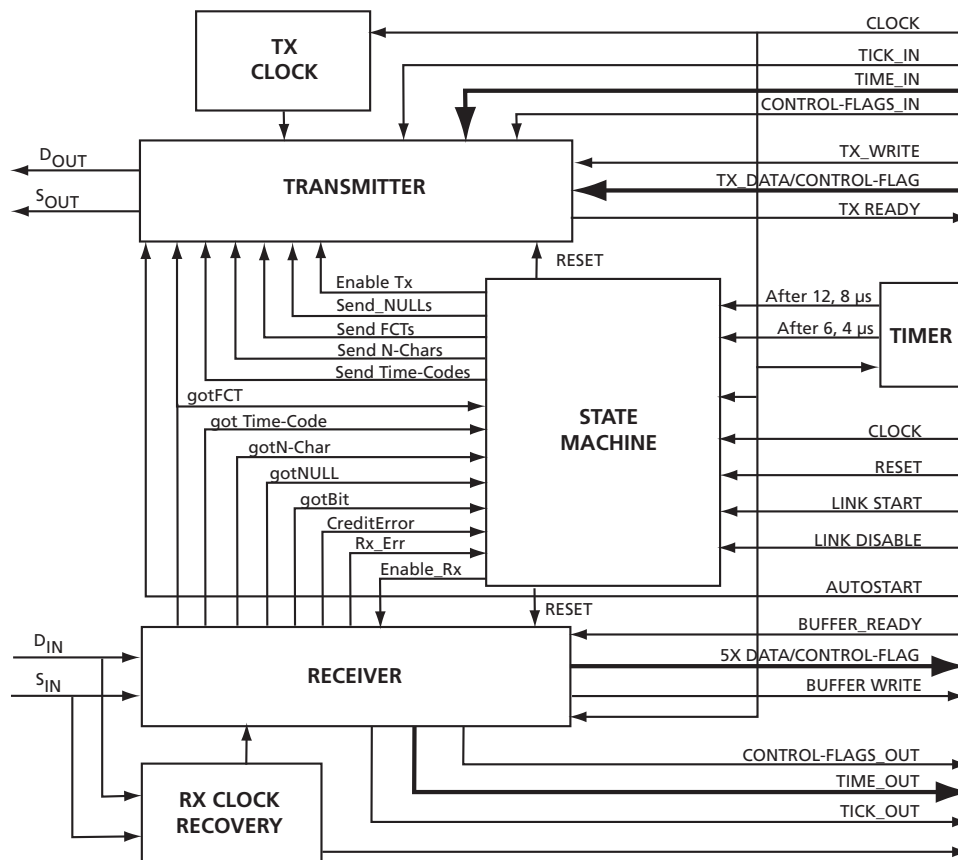 CLOCK
TX
CLOCK
TICK_IN
TIME_IN
CONTROL-FLAGS_IN
DOUT
TRANSMITTER
TX_WRITE
TX_DATA/CONTROL-FLAG
SOUT
TX READY
RESET
Enable Tx
Send_NULLs
Send FCTs
Send N-Chars
Send Time-Codes
After 12, 8 µs
After 6, 4 µs
TIMER
gotFCT
got Time-Code
gotN-Char
gotNULL
gotBit
CreditError
Rx_Err
Enable_Rx
STATE
MACHINE
CLOCK
RESET
LINK START
LINK DISABLE
AUTOSTART
RESET
BUFFER_READY
DIN
RECEIVER
5X DATA/CONTROL-FLAG
SIN
BUFFER WRITE
CONTROL-FLAGS_OUT
RX CLOCK
RECOVERY
TIME_OUT
TICK_OUT